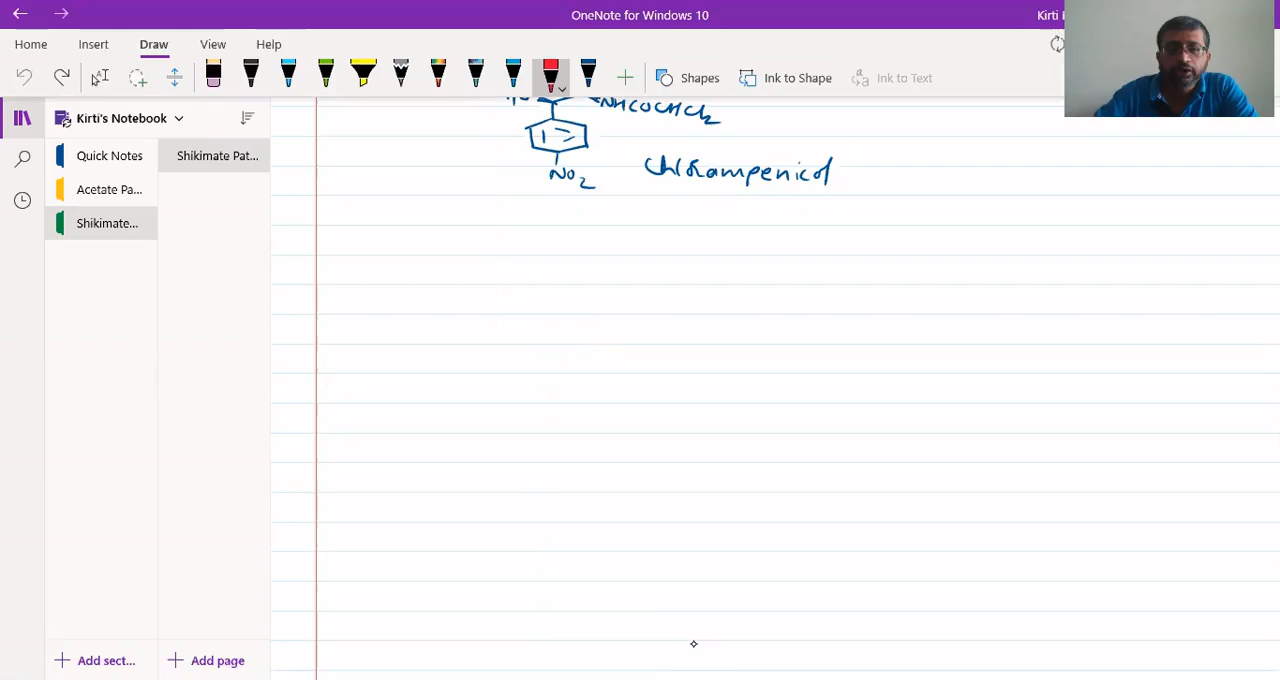 OneNote for Windows 10
Kirti
Home Insert Draw View Help
Shapes Ink to Shape Ink to Text
Kirti's Notebook
Quick Notes
Acetate Pa...
Shikimate...
Shikimate Pat...
NHCOCHCl2
NO2
Chlorampenicol
Add sect...
Add page